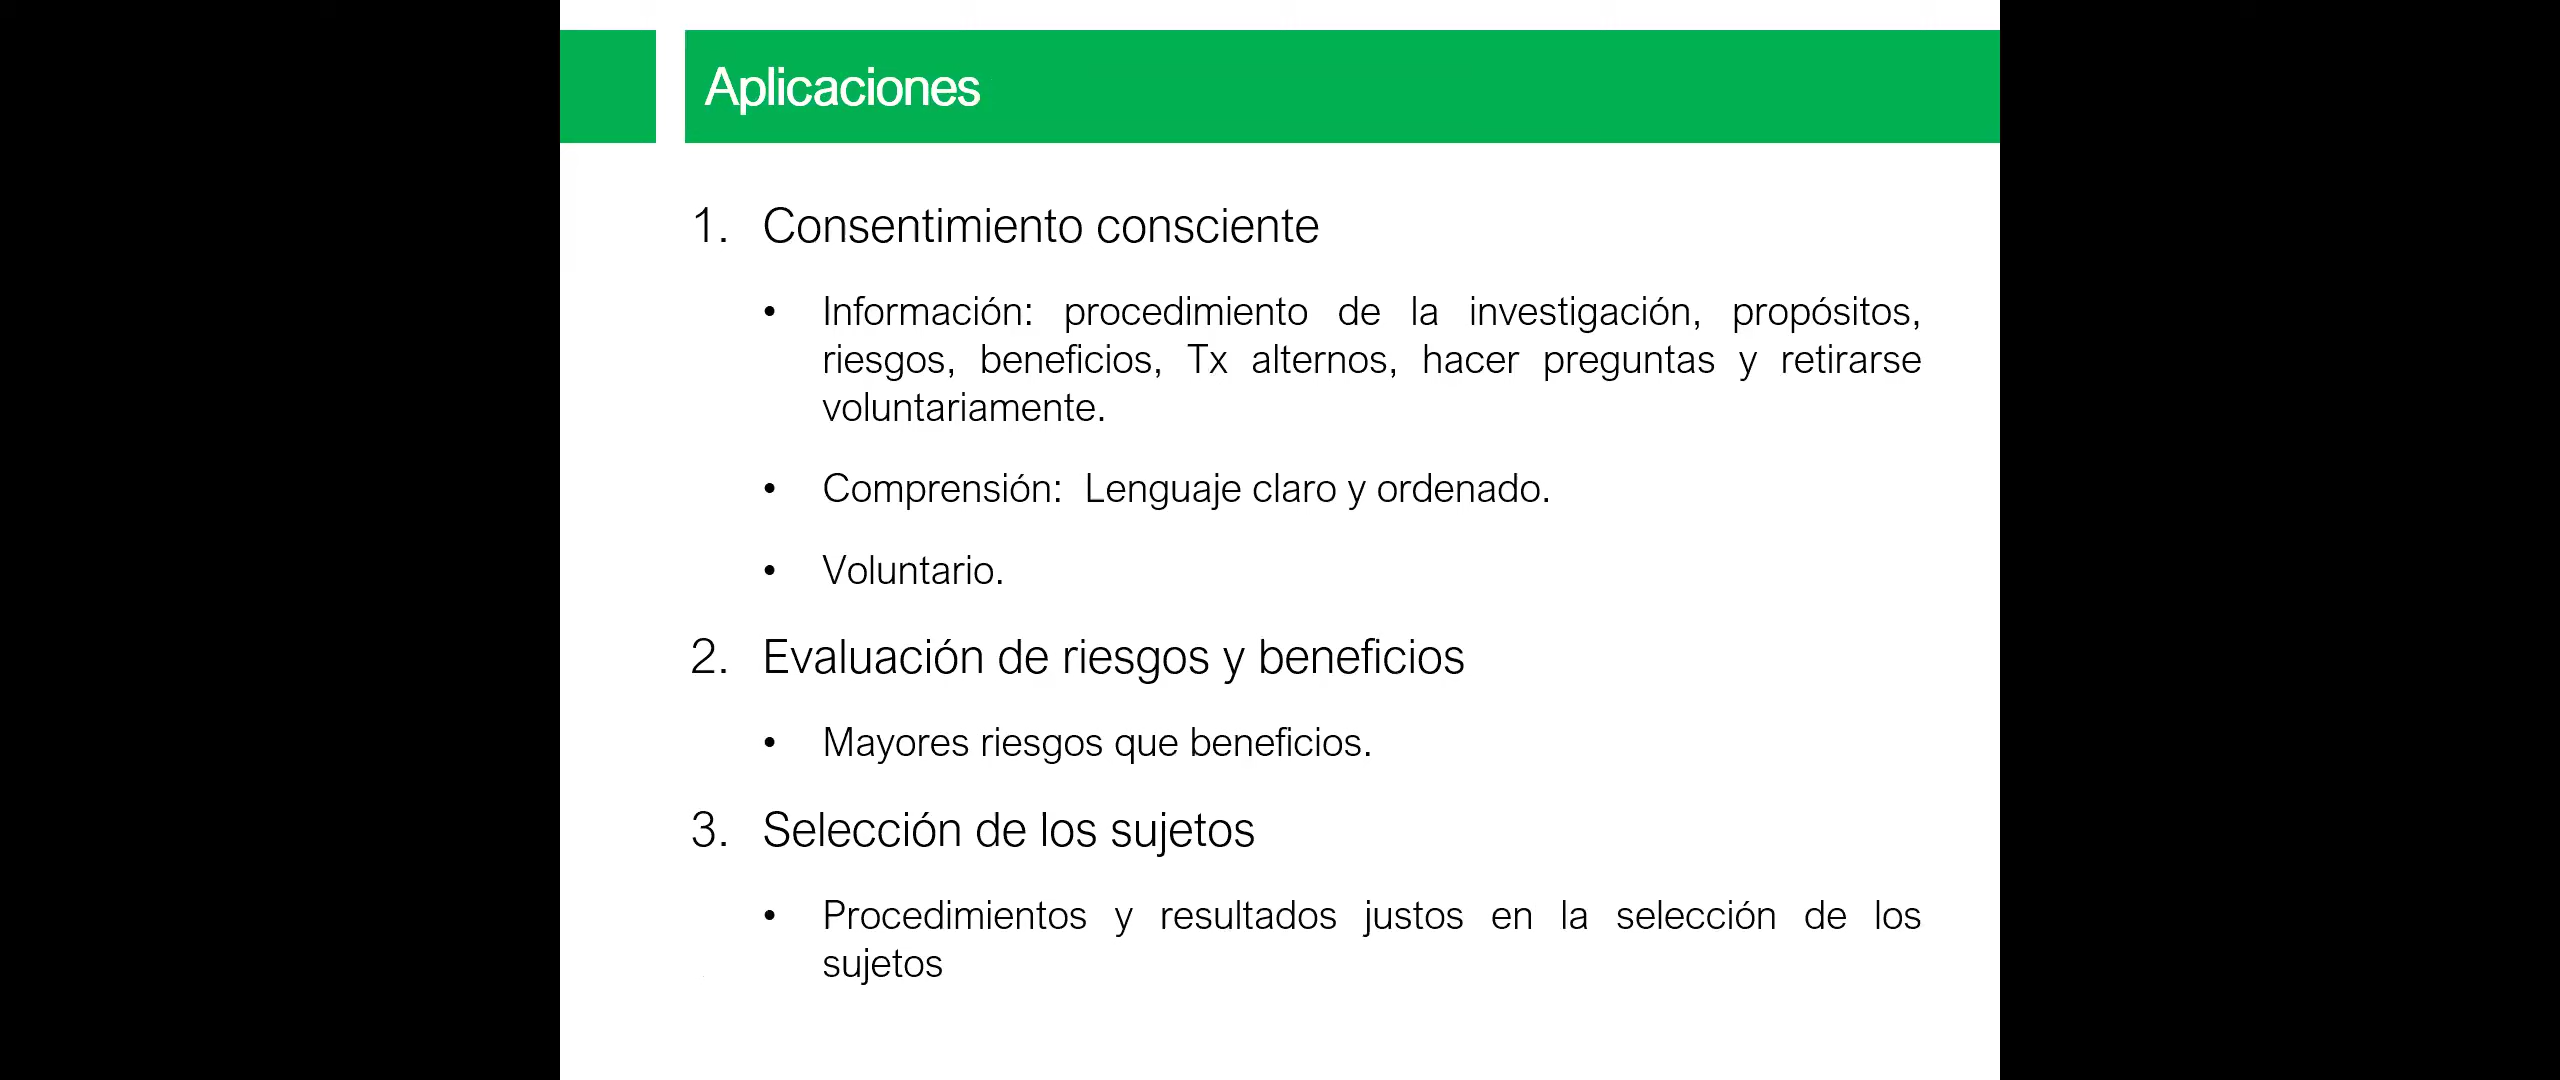 Aplicaciones
1. Consentimiento consciente
• Información: procedimiento de la investigación, propósitos,
riesgos, beneficios, Tx alternos, hacer preguntas y retirarse
voluntariamente.
• Comprensión: Lenguaje claro y ordenado.
• Voluntario.
2. Evaluación de riesgos y beneficios
• Mayores riesgos que beneficios.
3. Selección de los sujetos
• Procedimientos y resultados justos en la selección de los
sujetos